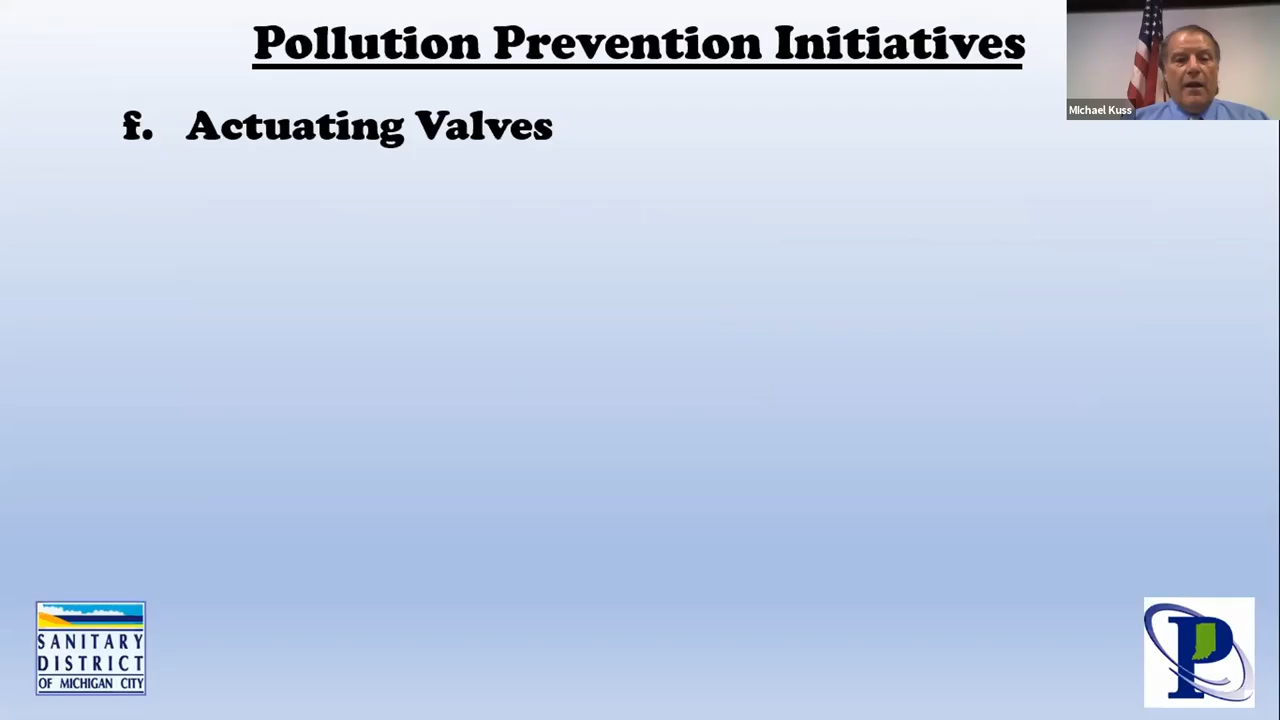 Pollution Prevention Initiatives
f. Actuating Valves
Michael Kuss
SANITARY
DISTRICT
OF MICHIGAN CITY
P